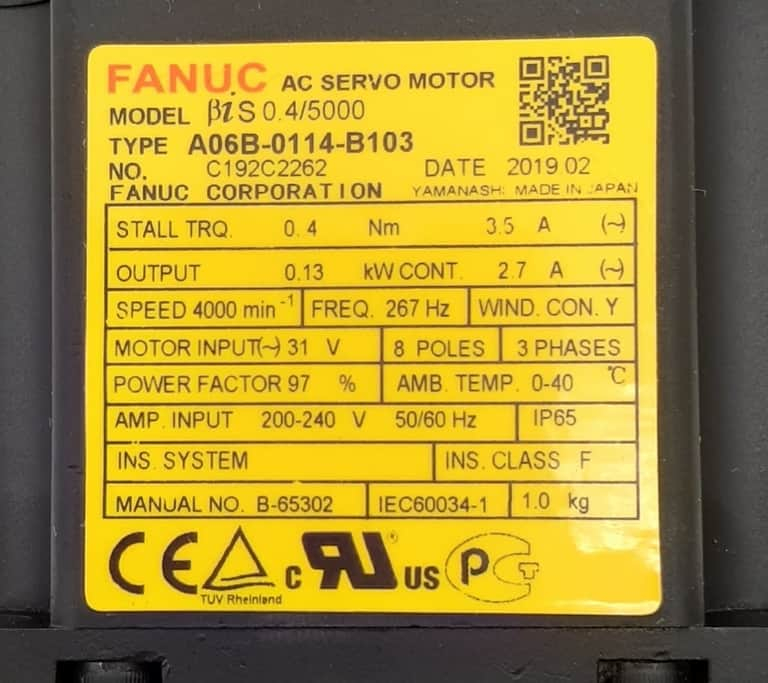 FANUC AC SERVO MOTOR
MODEL βiS 0.4/5000
TYPE A06B-0114-B103
NO. C192C2262 DATE 2019.02
FANUC CORPORATION YAMANASHI MADE IN JAPAN
STALL TRQ. 0.4 Nm 3.5 A (~)
OUTPUT 0.13 kW CONT. 2.7 A (~)
SPEED 4000 min⁻¹ FREQ. 267 Hz WIND. CON. Y
MOTOR INPUT(~) 31 V 8 POLES 3 PHASES
POWER FACTOR 97 % AMB. TEMP. 0-40 ℃
AMP. INPUT 200-240 V 50/60 Hz IP65
INS. SYSTEM INS. CLASS F
MANUAL NO. B-65302 IEC60034-1 1.0 kg
CE TUV Rheinland c RU US PCT